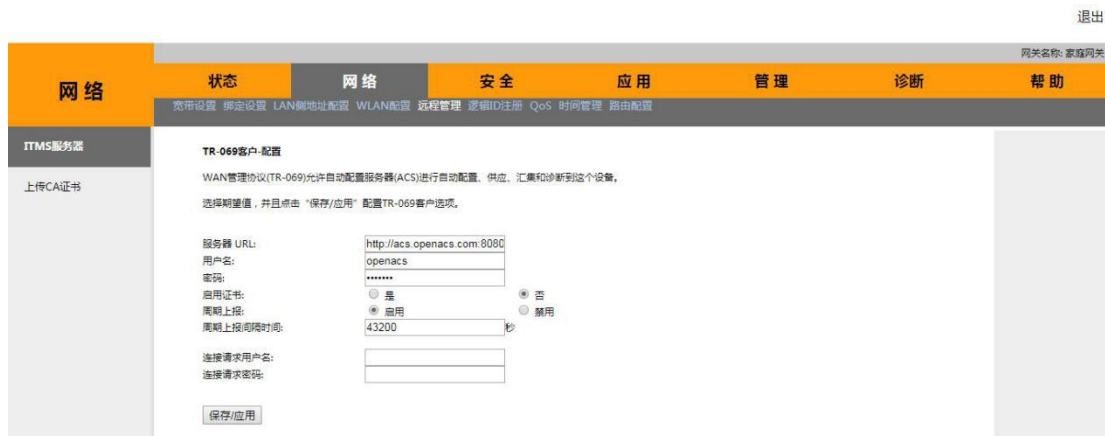 退出
网关名称: 家庭网关
网络
状态 网络 安全 应用 管理 诊断 帮助
宽带设置 绑定设置 LAN侧地址配置 WLAN配置 远程管理 逻辑ID注册 QoS 时间管理 路由配置
ITMS服务器
上传CA证书
TR-069客户-配置
WAN管理协议(TR-069)允许自动配置服务器(ACS)进行自动配置、供应、汇集和诊断到这个设备。
选择期望值，并且点击 “保存/应用” 配置TR-069客户选项。
服务器 URL: http://acs.openacs.com:8080
用户名: openacs
密码: •••••••
启用证书: 是 否
周期上报: 启用 禁用
周期上报间隔时间: 43200 秒
连接请求用户名:
连接请求密码:
保存/应用